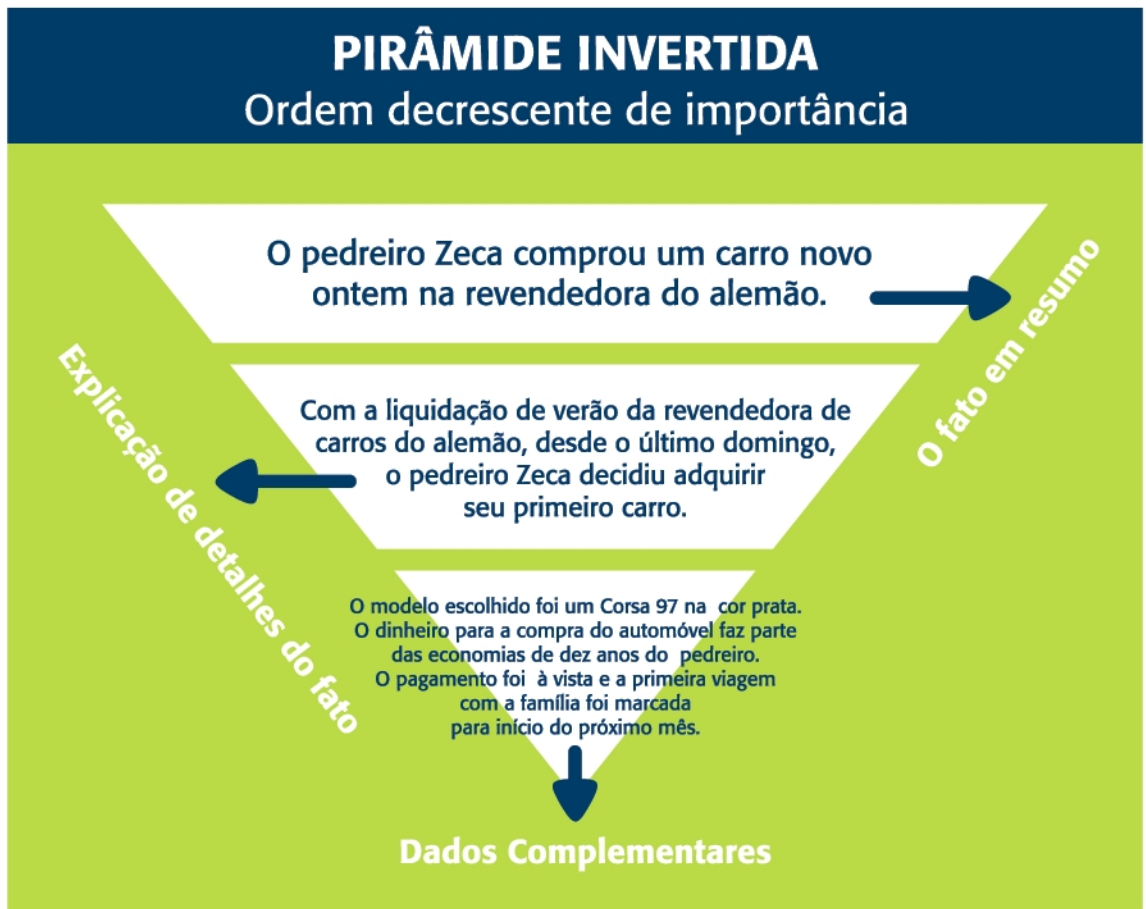 PIRÂMIDE INVERTIDA
Ordem decrescente de importância
O pedreiro Zeca comprou um carro novo
ontem na revendedora do alemão.
O fato em resumo
Com a liquidação de verão da revendedora de
carros do alemão, desde o último domingo,
o pedreiro Zeca decidiu adquirir
seu primeiro carro.
Explicação de detalhes do fato
O modelo escolhido foi um Corsa 97 na cor prata.
O dinheiro para a compra do automóvel faz parte
das economias de dez anos do pedreiro.
O pagamento foi à vista e a primeira viagem
com a família foi marcada
para início do próximo mês.
Dados Complementares